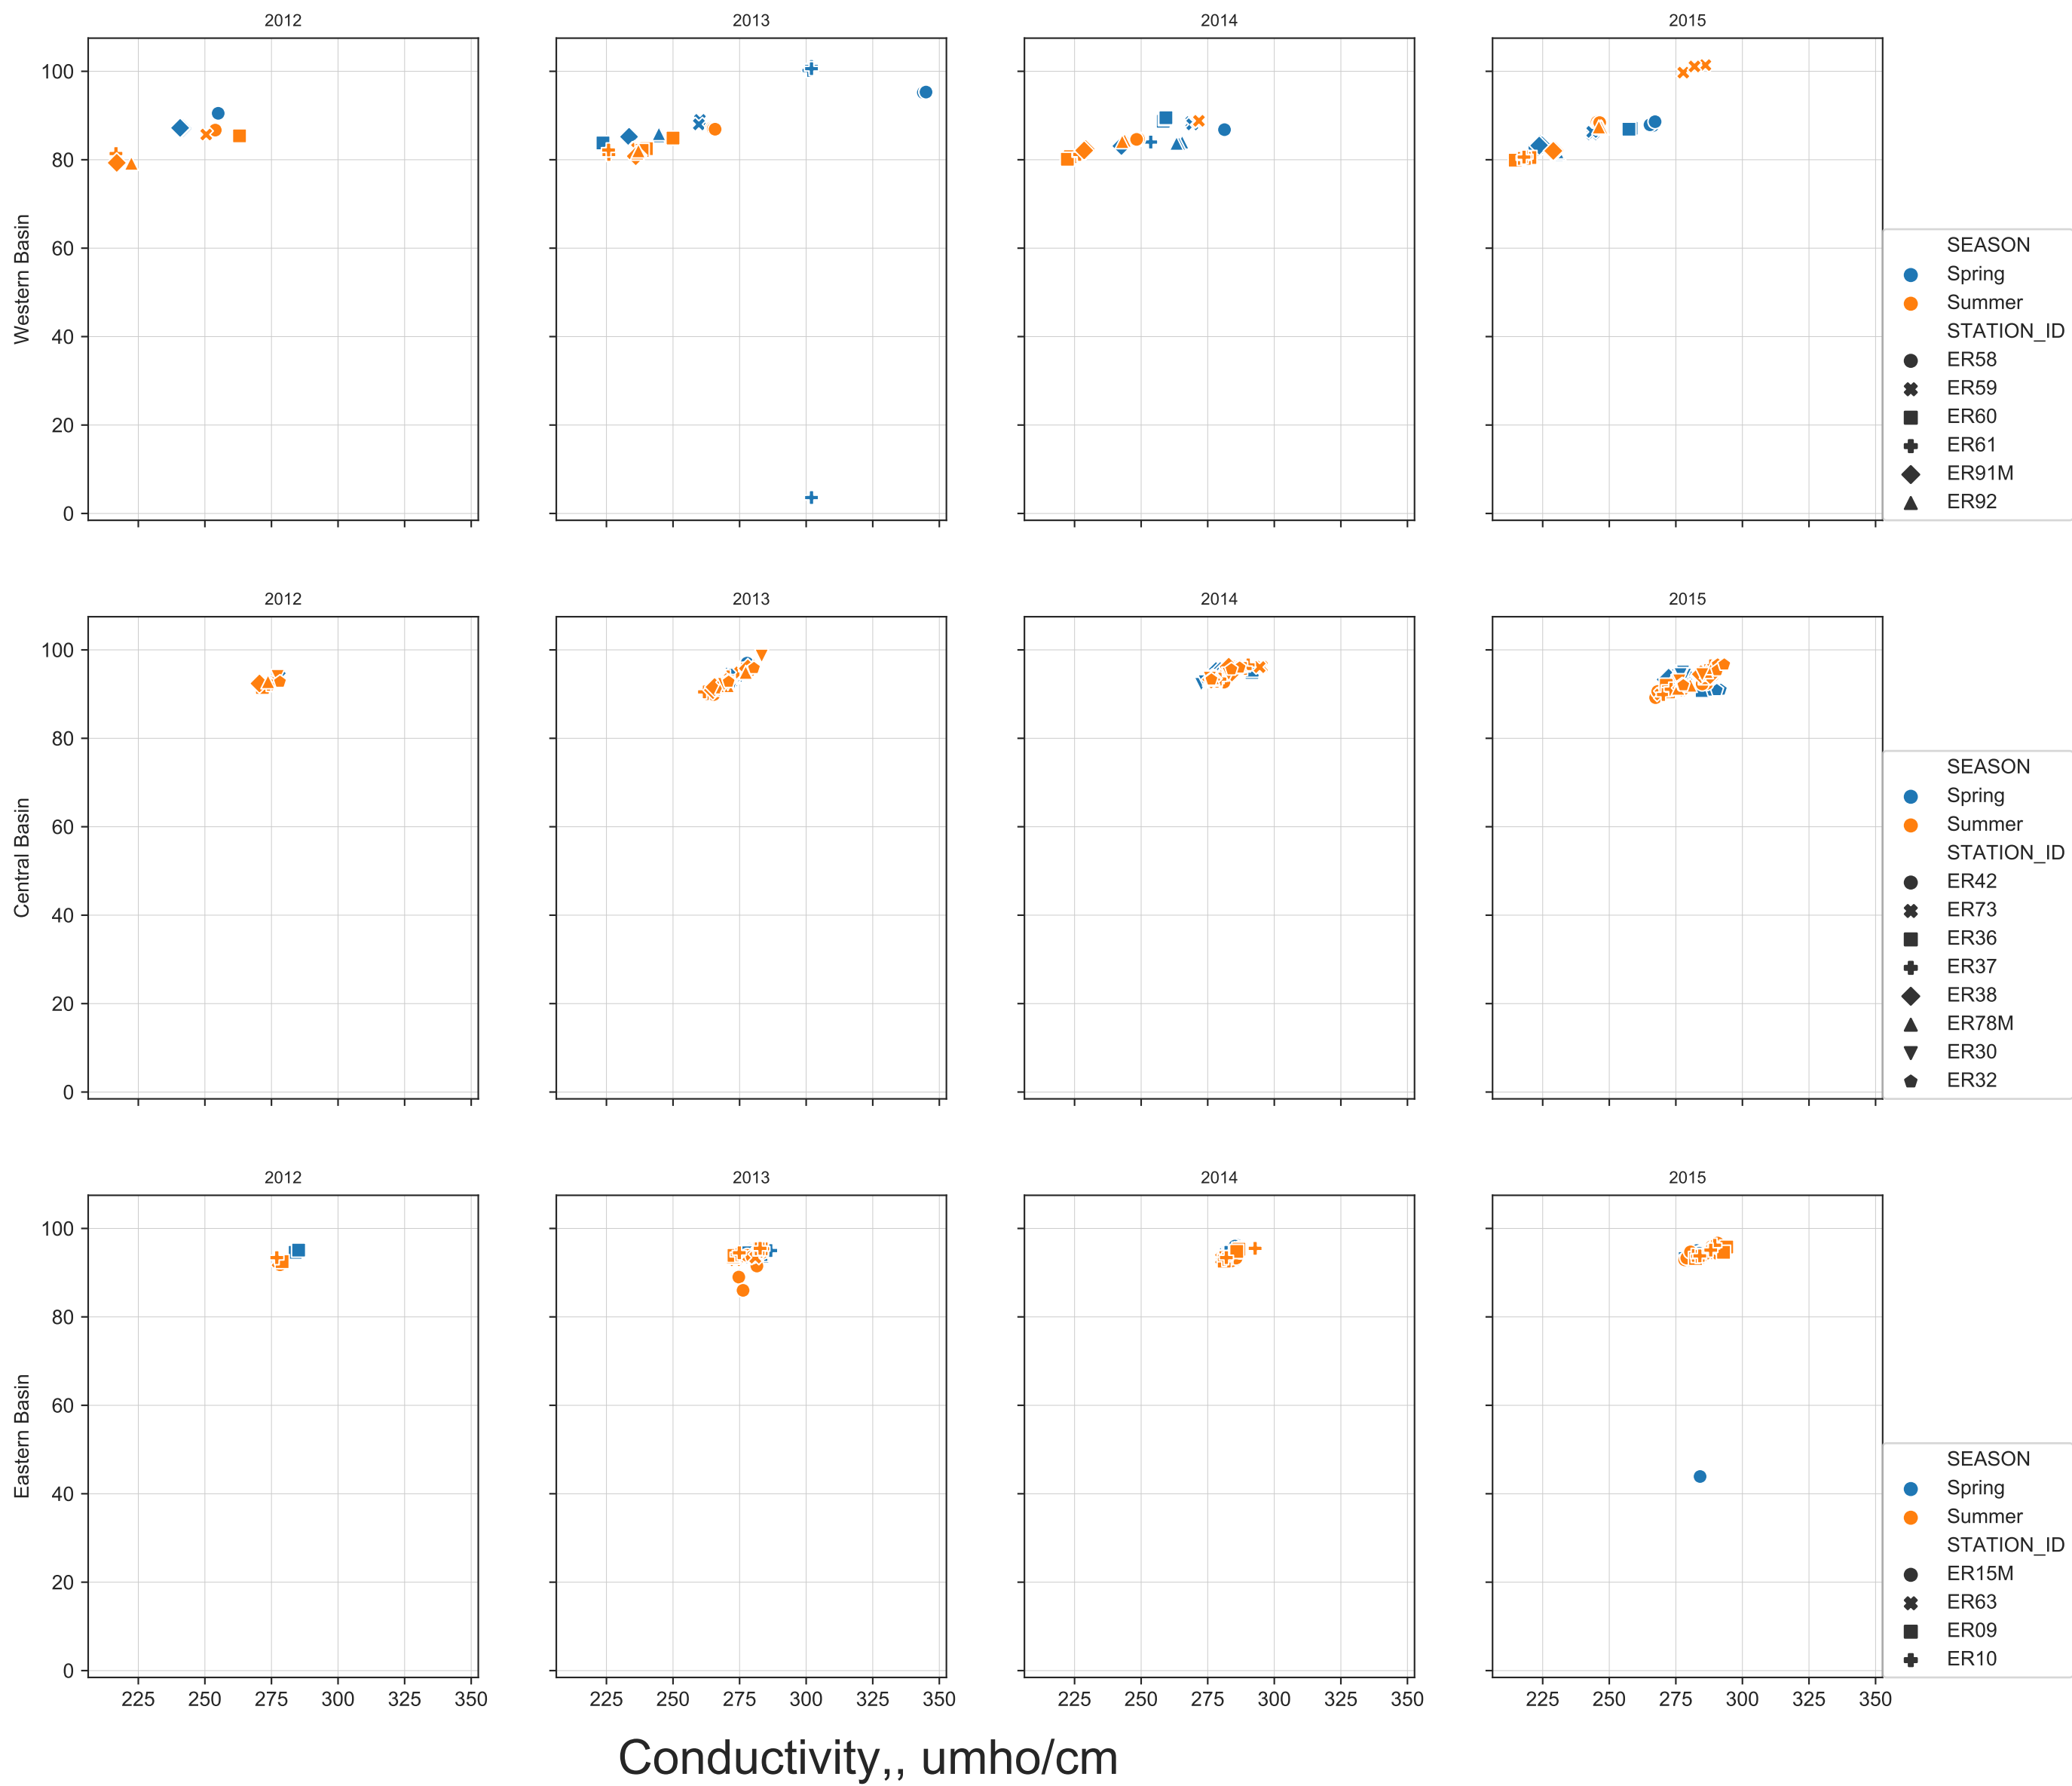 2012 2013 2014 2015
Western Basin
100
80
60
40
20
0
SEASON
Spring
Summer
STATION_ID
ER58
ER59
ER60
ER61
ER91M
ER92
2012 2013 2014 2015
Central Basin
100
80
60
40
20
0
SEASON
Spring
Summer
STATION_ID
ER42
ER73
ER36
ER37
ER38
ER78M
ER30
ER32
2012 2013 2014 2015
Eastern Basin
100
80
60
40
20
0
SEASON
Spring
Summer
STATION_ID
ER15M
ER63
ER09
ER10
225 250 275 300 325 350 225 250 275 300 325 350 225 250 275 300 325 350 225 250 275 300 325 350
Conductivity,, umho/cm